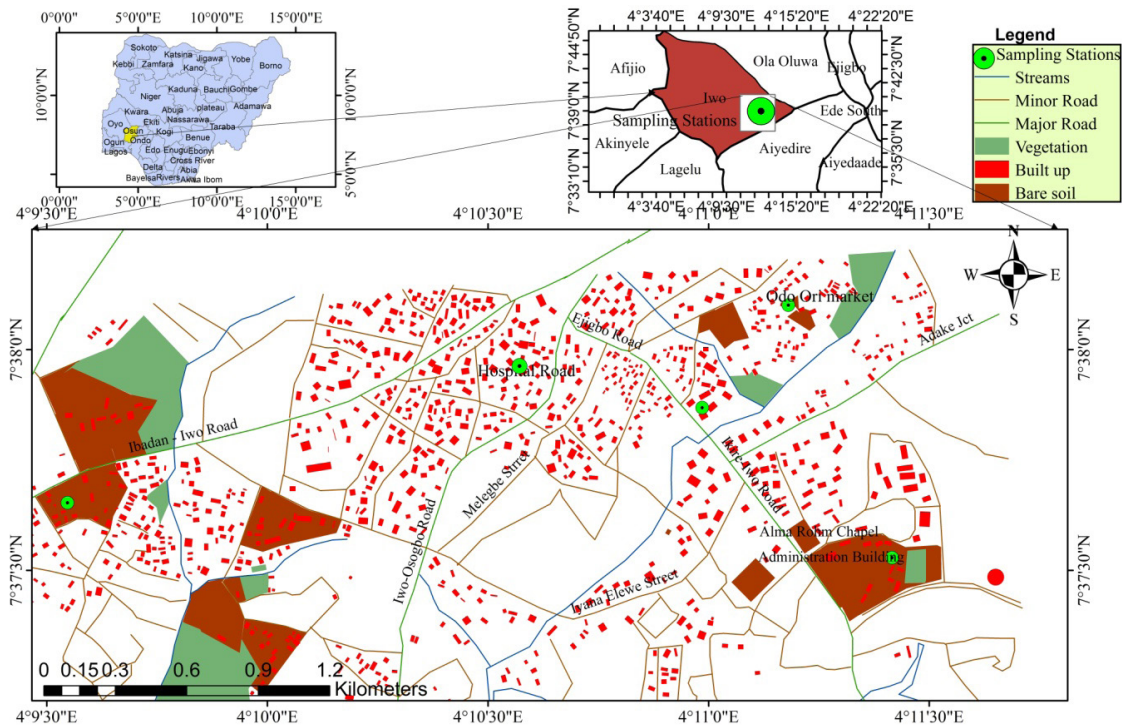 0°0'0" 5°0'0"E 10°0'0"E 15°0'0"E
10°0'0"N
5°0'0"N
10°0'0"N
5°0'0"N
Sokoto
Katsina
Kebbi
Zamfara
Jigawa
Kano
Yobe
Borno
Kaduna
Bauchi
Gombe
Niger
Adamawa
Kwara
Abuja
plateau
Nassarawa
Oyo
Ekiti
Taraba
Osun
Kogi
Ogun
Ondo
Benue
Lagos
Edo
Enugu
Ebonyi
Cross River
Delta
Abia
Bayelsa
Rivers
Akwa Ibom
0°0'0" 5°0'0"E 10°0'0"E 15°0'0"E
4°3'40"E 4°9'30"E 4°15'20"E 4°22'20"E
7°44'50"N
7°39'0"N
7°33'10"N
7°42'30"N
7°35'30"N
Afijio
Ola Oluwa
Ejigbo
Iwo
Ede South
Sampling Stations
Akinyele
Aiyedire
Aiyedaade
Lagelu
4°3'40"E 4°9'30"E 4°15'20"E 4°22'20"E
Legend
Sampling Stations
Streams
Minor Road
Major Road
Vegetation
Built up
Bare soil
4°9'30"E 4°10'0"E 4°10'30"E 4°11'0"E 4°11'30"E
N
W E
S
7°38'0"N
7°37'30"N
7°38'0"N
7°37'30"N
Odo Ori market
Ejigbo Road
Adake Jct
Hospital Road
Ibadan - Iwo Road
Melegbe Strret
Ikire-Iwo Road
Iwo-Osogbo Road
Alma Rohm Chapel
Administration Building
Iyana Elewe Street
0 0.15 0.3 0.6 0.9 1.2
Kilometers
4°9'30"E 4°10'0"E 4°10'30"E 4°11'0"E 4°11'30"E